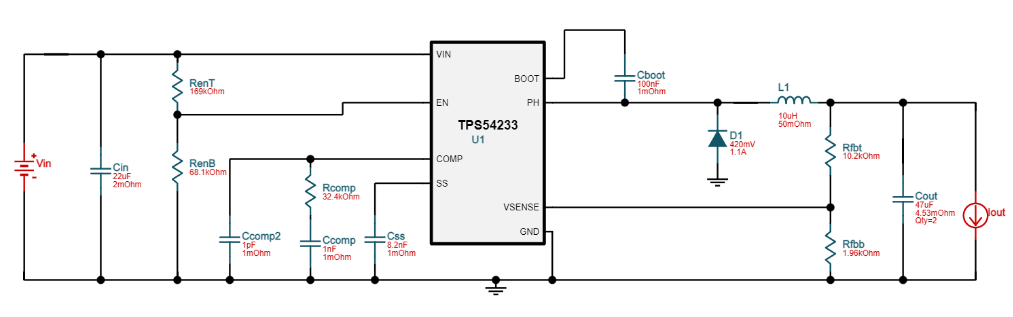 Vin
Cin
22uF
2mOhm
RenT
169kOhm
RenB
68.1kOhm
Ccomp2
1pF
1mOhm
Rcomp
32.4kOhm
Ccomp
1nF
1mOhm
Css
8.2nF
1mOhm
VIN
EN
COMP
SS
TPS54233
U1
BOOT
PH
VSENSE
GND
Cboot
100nF
1mOhm
D1
420mV
1.1A
L1
10uH
50mOhm
Rfbt
10.2kOhm
Rfbb
1.96kOhm
Cout
47uF
4.53mOhm
Qty=2
Iout